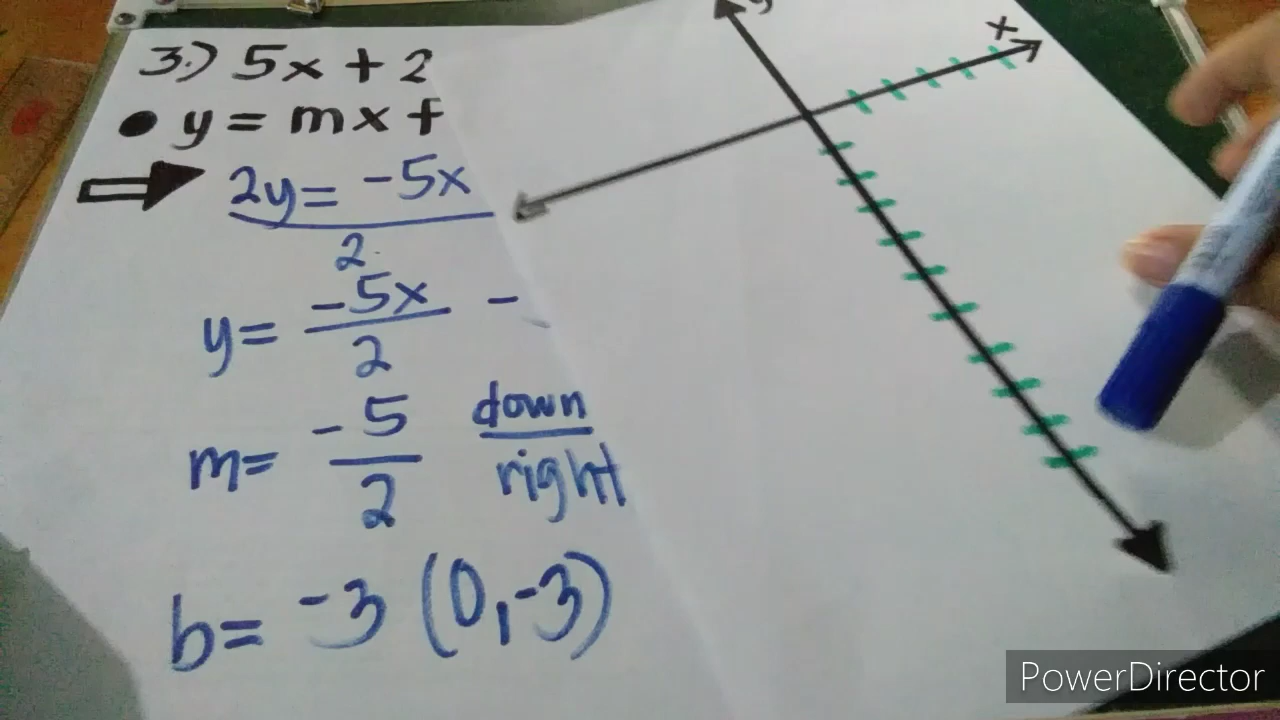 3.) 5x + 2
• y = mx +
2y = -5x
2
y = -5x -
2
m = -5 down
2 right
b = -3 (0,-3)
x
PowerDirector